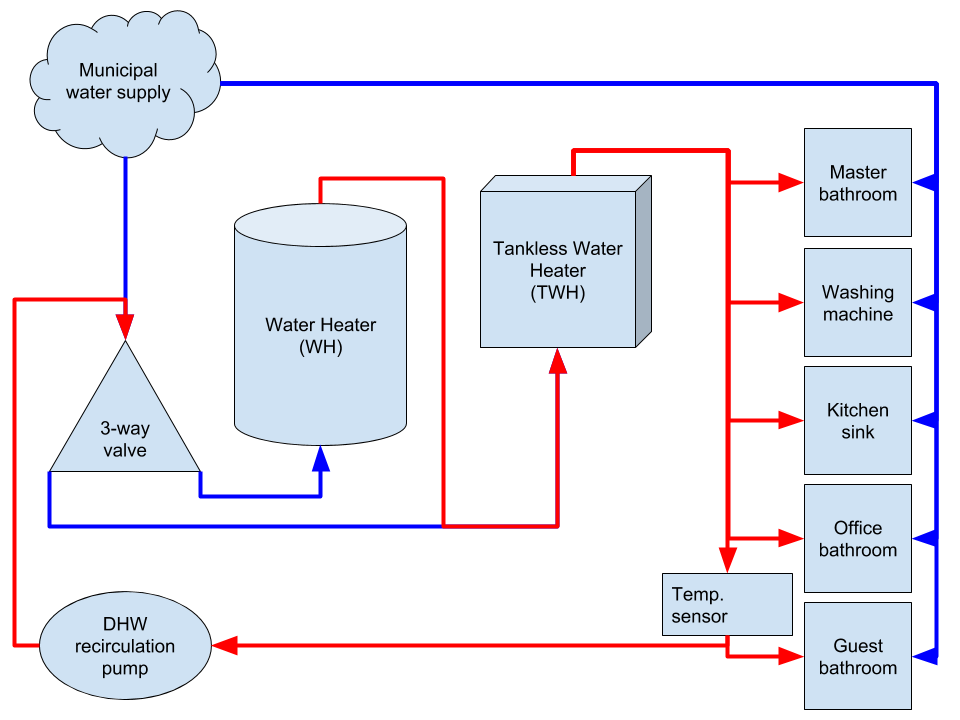 Municipal
water supply
Master
bathroom
Tankless Water
Heater
(TWH)
Washing
machine
Water Heater
(WH)
3-way
valve
Kitchen
sink
Office
bathroom
Temp.
sensor
DHW
recirculation
pump
Guest
bathroom